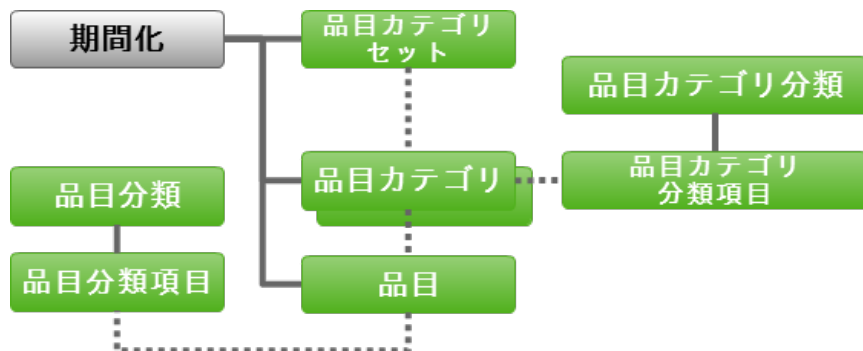 期間化
品目カテゴリ
セット
品目カテゴリ分類
品目カテゴリ
品目カテゴリ
分類項目
品目分類
品目分類項目
品目